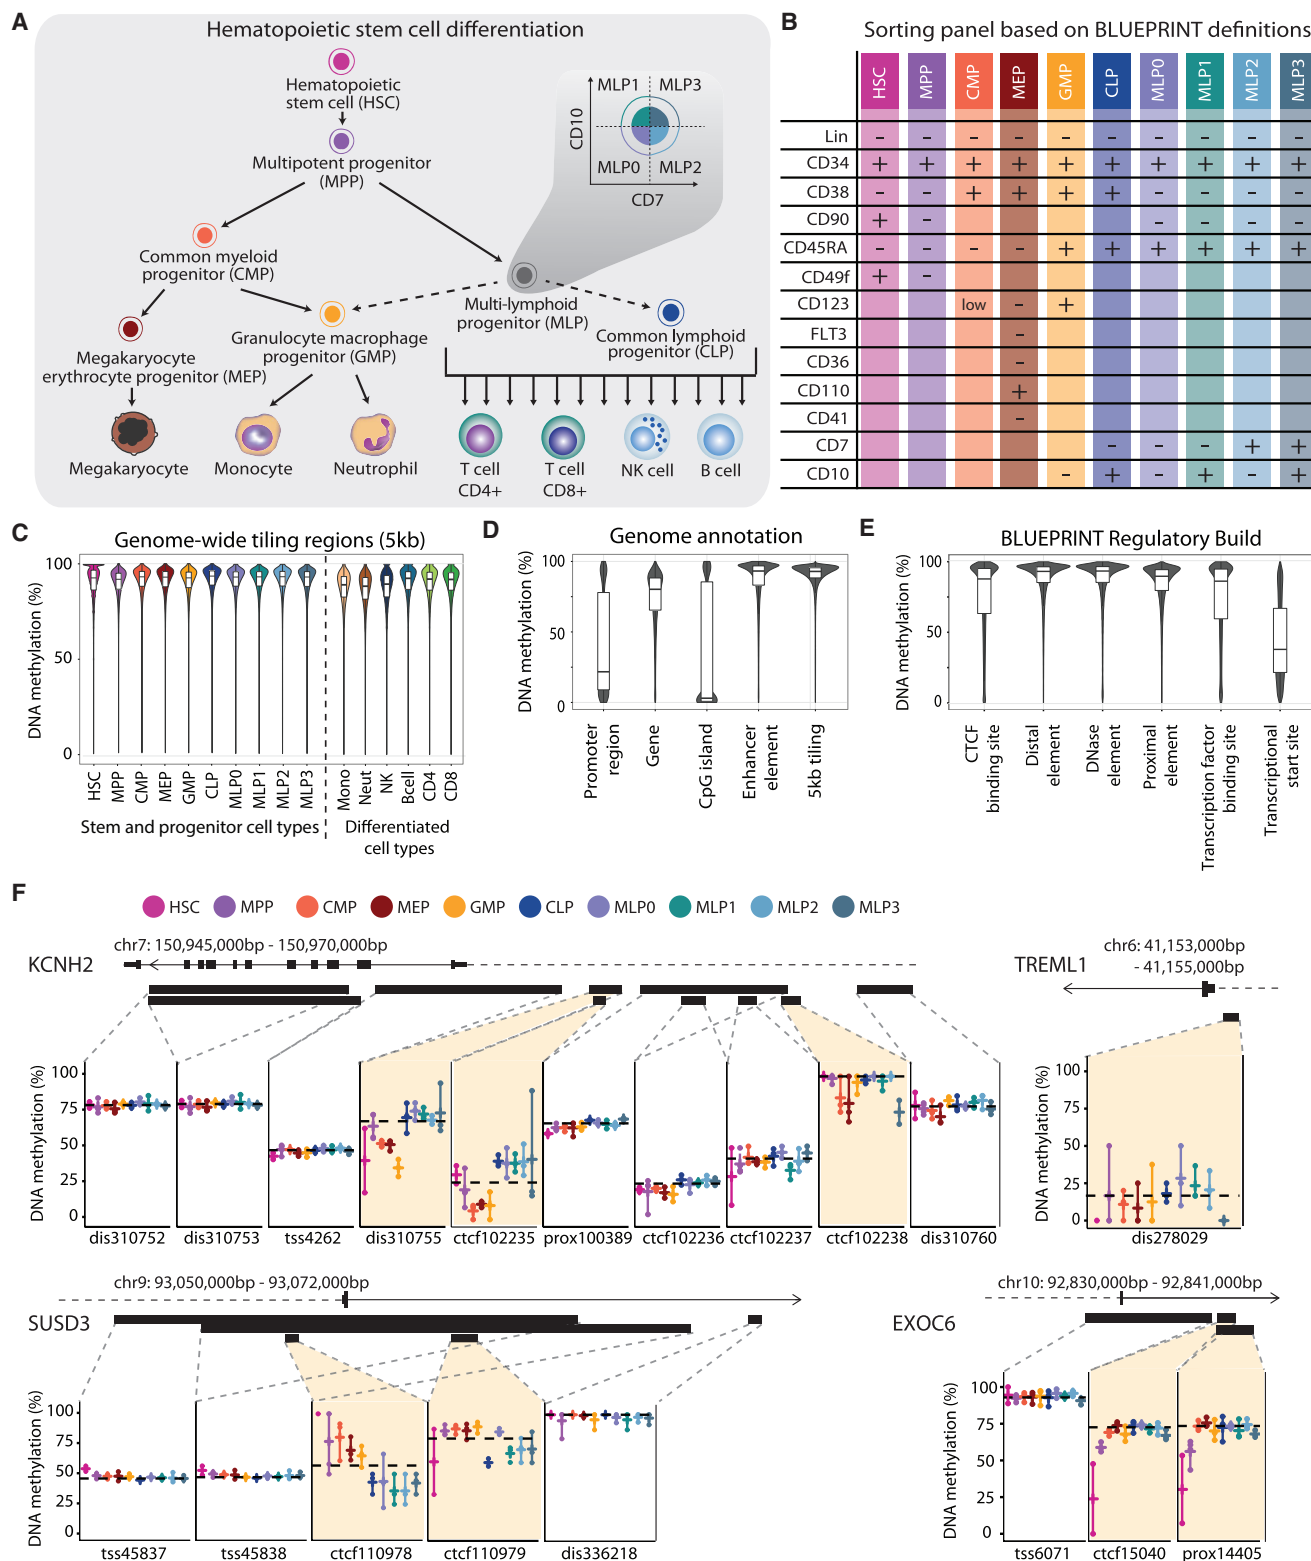 A
Hematopoietic stem cell differentiation
Hematopoietic
stem cell (HSC)
Multipotent progenitor
(MPP)
Common myeloid
progenitor (CMP)
Multi-lymphoid
progenitor (MLP)
Megakaryocyte
erythrocyte progenitor (MEP)
Granulocyte macrophage
progenitor (GMP)
Common lymphoid
progenitor (CLP)
MLP1 MLP3
MLP0 MLP2
CD10
CD7
Megakaryocyte
Monocyte
Neutrophil
T cell
CD4+
T cell
CD8+
NK cell
B cell
B
Sorting panel based on BLUEPRINT definitions
HSC MPP CMP MEP GMP CLP MLP0 MLP1 MLP2 MLP3
Lin – – – – – – – – – –
CD34 + + + + + + + + + +
CD38 – – + + + + – – – –
CD90 + – – – – –
CD45RA – – – – + + + + + +
CD49f + –
CD123 low – +
FLT3 –
CD36 –
CD110 +
CD41 –
CD7 – – – + +
CD10 – + – + – +
C
Genome-wide tiling regions (5kb)
DNA methylation (%)
100
50
0
HSC MPP CMP MEP GMP CLP MLP0 MLP1 MLP2 MLP3 Mono Neut NK Bcell CD4 CD8
Stem and progenitor cell types
Differentiated
cell types
D
Genome annotation
DNA methylation (%)
100
50
0
Promoter
region
Gene
CpG island
Enhancer
element
5kb tiling
E
BLUEPRINT Regulatory Build
DNA methylation (%)
100
50
0
CTCF
binding site
Distal
element
DNase
element
Proximal
element
Transcription factor
binding site
Transcriptional
start site
F
HSC MPP CMP MEP GMP CLP MLP0 MLP1 MLP2 MLP3
chr7: 150,945,000bp - 150,970,000bp
KCNH2
DNA methylation (%)
100
75
50
25
0
dis310752 dis310753 tss4262 dis310755 ctcf102235 prox100389 ctcf102236 ctcf102237 ctcf102238 dis310760
chr6: 41,153,000bp
- 41,155,000bp
TREML1
DNA methylation (%)
100
75
50
25
0
dis278029
chr9: 93,050,000bp - 93,072,000bp
SUSD3
DNA methylation (%)
100
75
50
25
0
tss45837 tss45838 ctcf110978 ctcf110979 dis336218
chr10: 92,830,000bp - 92,841,000bp
EXOC6
DNA methylation (%)
100
75
50
25
0
tss6071 ctcf15040 prox14405